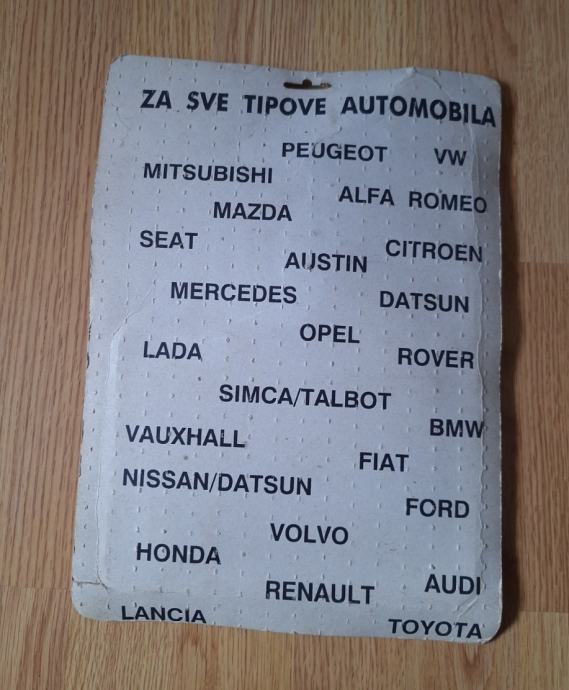 ZA SVE TIPOVE AUTOMOBILA
PEUGEOT VW
MITSUBISHI
ALFA ROMEO
MAZDA
SEAT
CITROEN
AUSTIN
MERCEDES
DATSUN
OPEL
LADA
ROVER
SIMCA/TALBOT
BMW
VAUXHALL
FIAT
NISSAN/DATSUN
FORD
VOLVO
HONDA
AUDI
RENAULT
LANCIA
TOYOTA